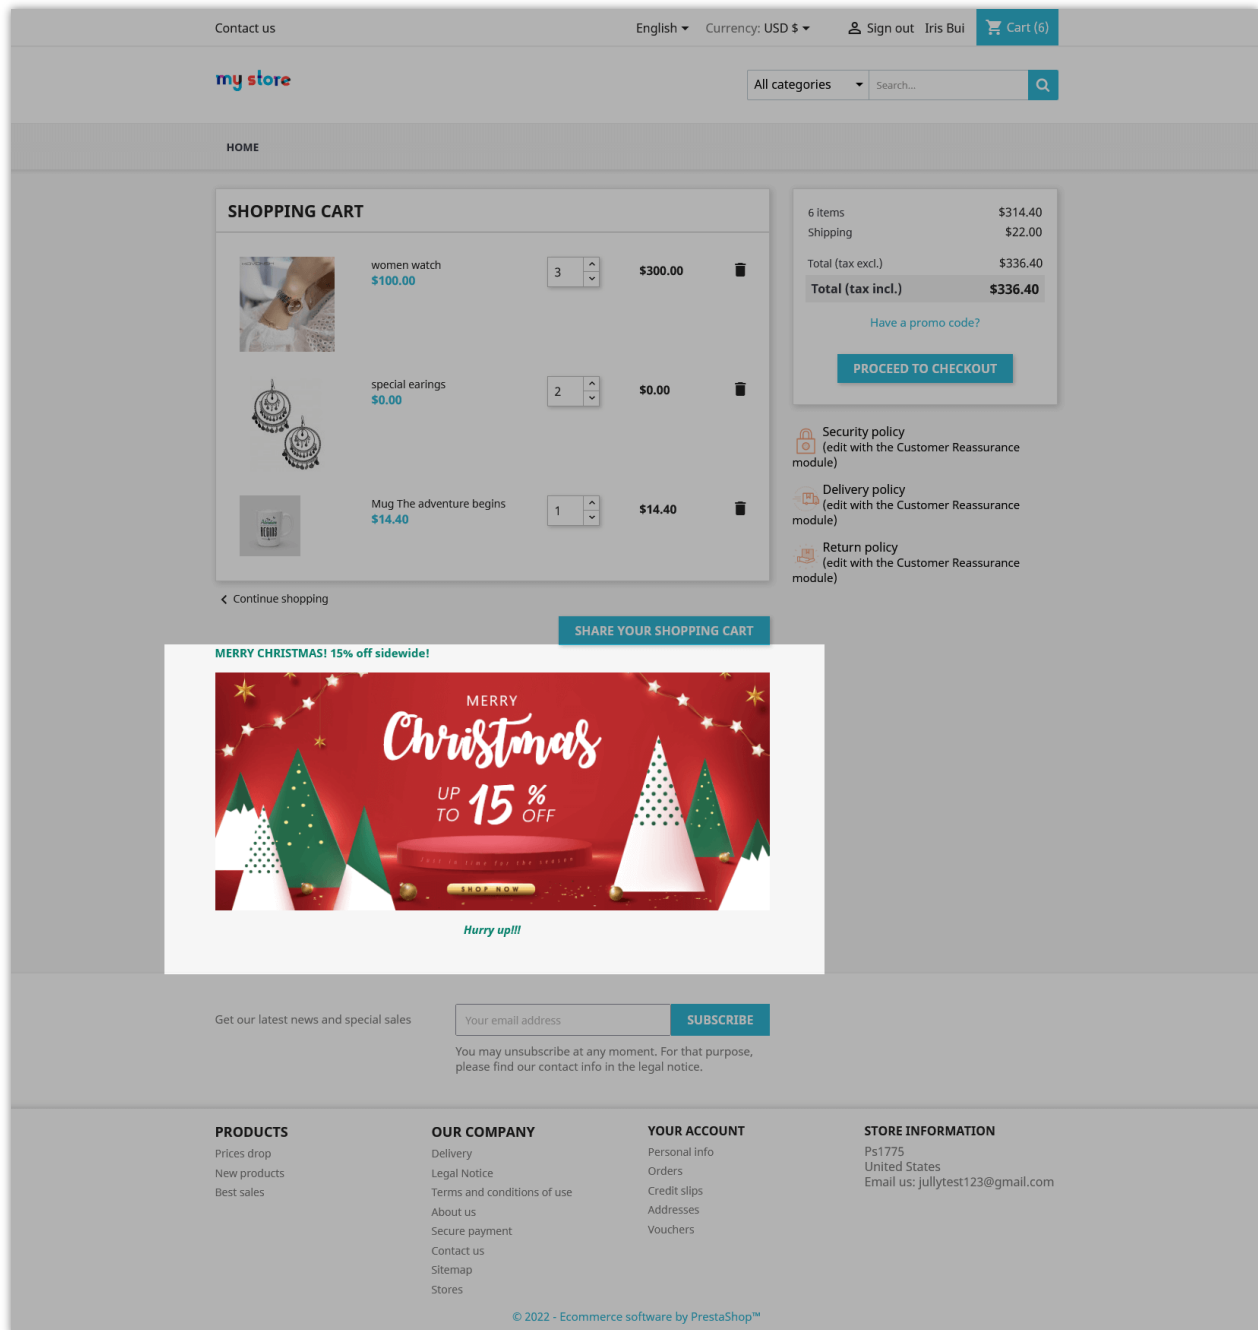 Contact us
English
Currency: USD $
Sign out
Iris Bui
Cart (6)
my store
All categories
Search...
HOME
SHOPPING CART
women watch
$100.00
3
$300.00
special earings
$0.00
2
$0.00
Mug The adventure begins
$14.40
1
$14.40
The
Adventure
BEGINS
Continue shopping
SHARE YOUR SHOPPING CART
6 items $314.40
Shipping $22.00
Total (tax excl.) $336.40
Total (tax incl.) $336.40
Have a promo code?
PROCEED TO CHECKOUT
Security policy
(edit with the Customer Reassurance
module)
Delivery policy
(edit with the Customer Reassurance
module)
Return policy
(edit with the Customer Reassurance
module)
MERRY CHRISTMAS! 15% off sidewide!
MERRY
Christmas
UP TO 15 % OFF
Just in time for the season
SHOP NOW
Hurry up!!!
Get our latest news and special sales
Your email address
SUBSCRIBE
You may unsubscribe at any moment. For that purpose,
please find our contact info in the legal notice.
PRODUCTS
Prices drop
New products
Best sales
OUR COMPANY
Delivery
Legal Notice
Terms and conditions of use
About us
Secure payment
Contact us
Sitemap
Stores
YOUR ACCOUNT
Personal info
Orders
Credit slips
Addresses
Vouchers
STORE INFORMATION
Ps1775
United States
Email us: jullytest123@gmail.com
© 2022 - Ecommerce software by PrestaShop™